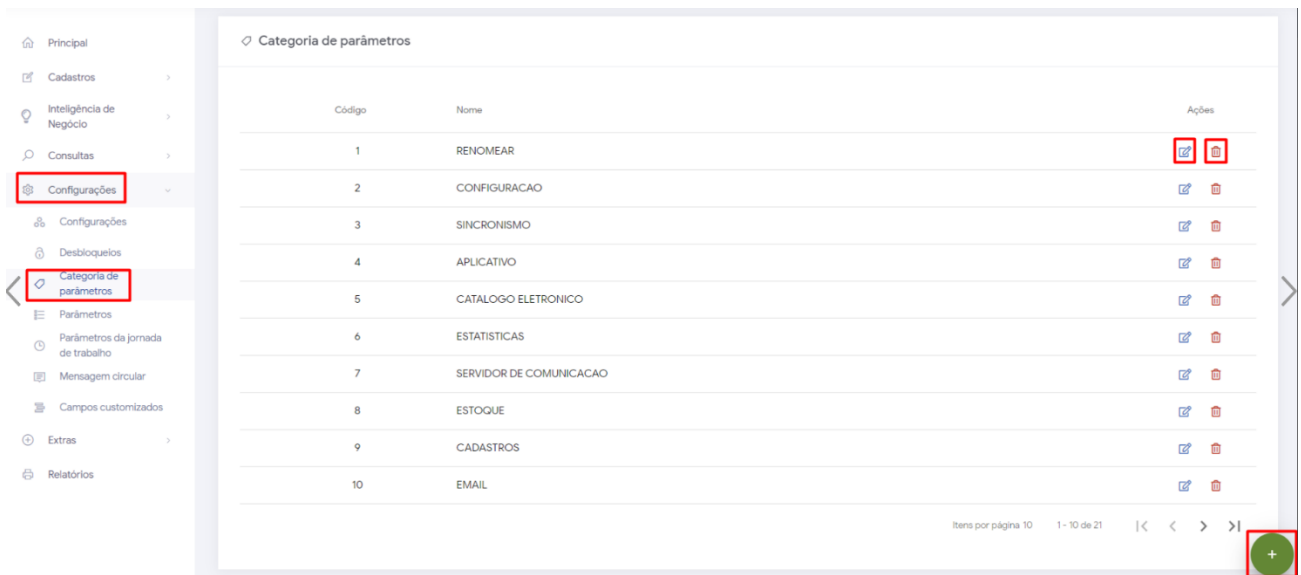 Principal
Cadastros
Inteligência de
Negócio
Consultas
Configurações
Configurações
Desbloqueios
Categoria de
parâmetros
Parâmetros
Parâmetros da jornada
de trabalho
Mensagem circular
Campos customizados
Extras
Relatórios
Categoria de parâmetros
Código Nome Ações
1 RENOMEAR
2 CONFIGURACAO
3 SINCRONISMO
4 APLICATIVO
5 CATALOGO ELETRONICO
6 ESTATISTICAS
7 SERVIDOR DE COMUNICACAO
8 ESTOQUE
9 CADASTROS
10 EMAIL
Itens por página 10 1 - 10 de 21